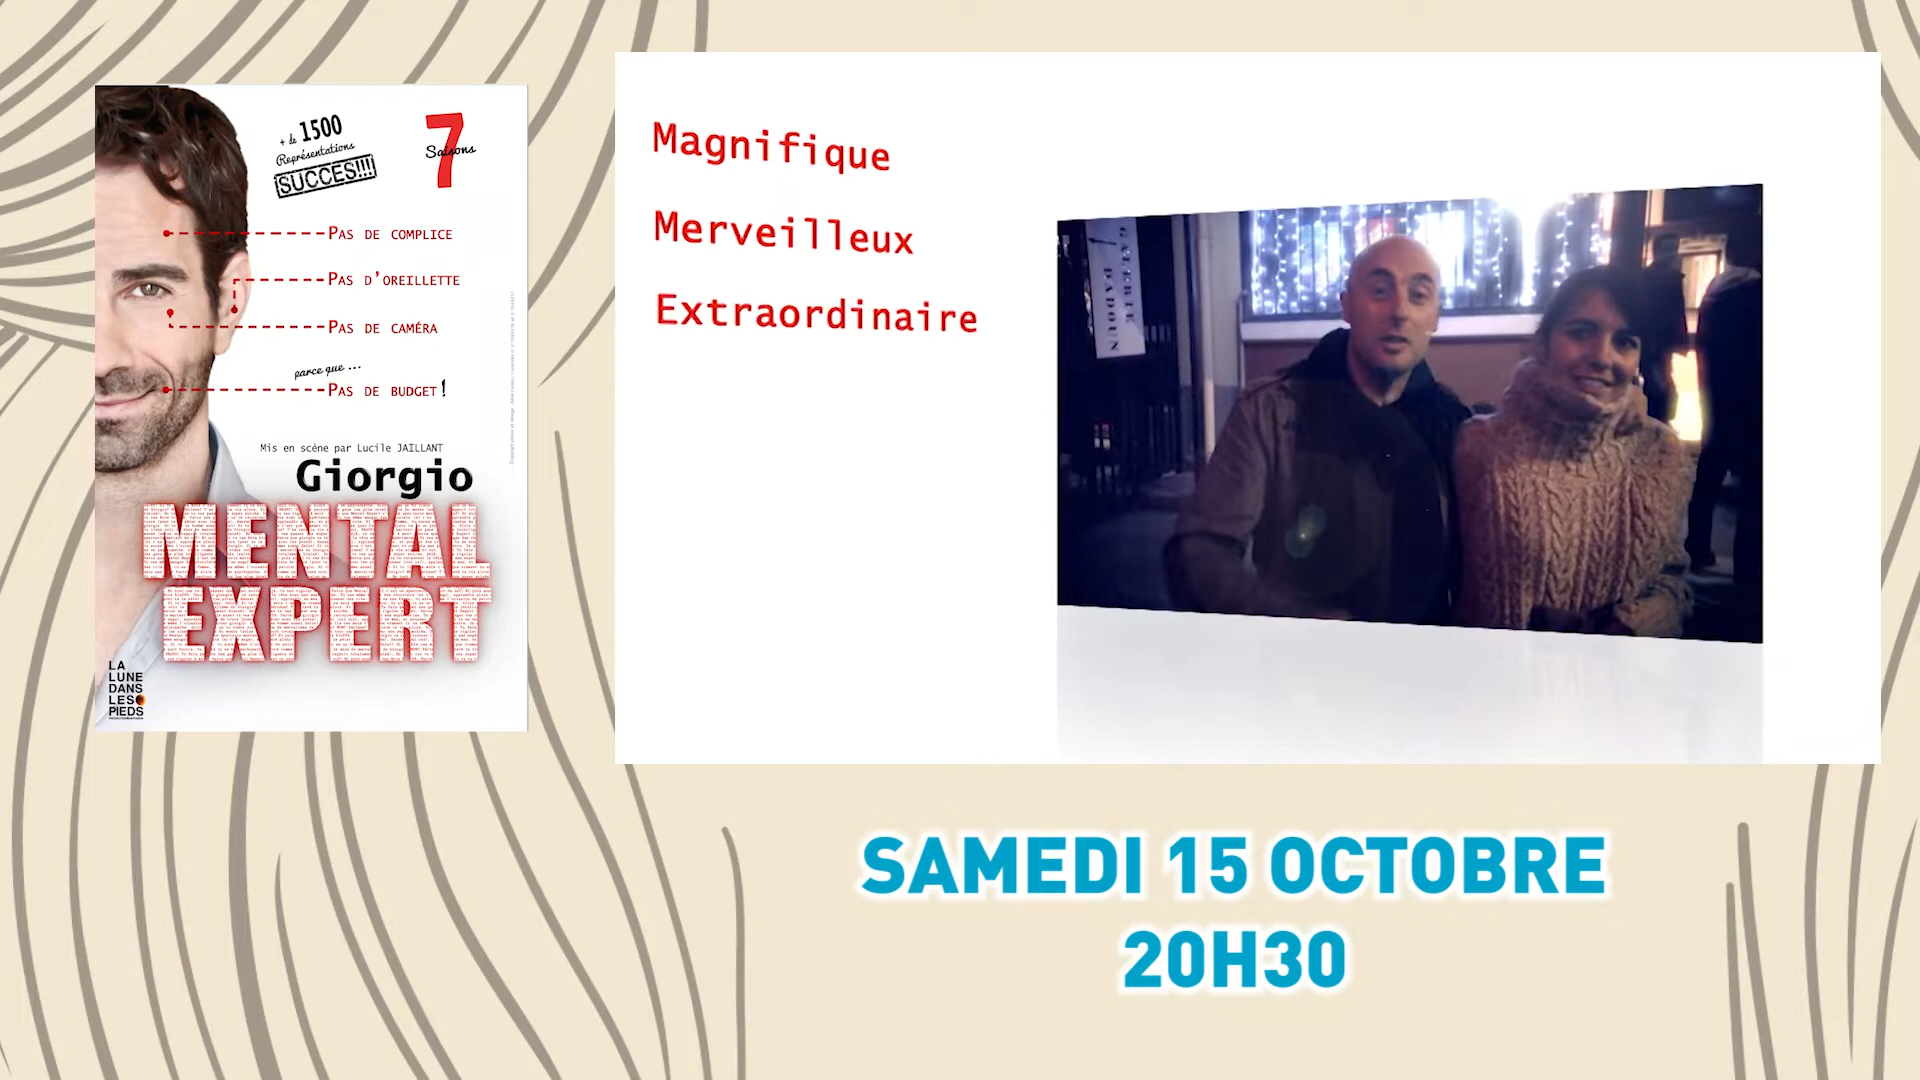 + de 1500
Représentations
SUCCES!!!
7
Saisons
PAS DE COMPLICE
PAS D'OREILLETTE
PAS DE CAMÉRA
parce que ...
PAS DE BUDGET!
Mis en scène par Lucile JAILLANT
Giorgio
MENTAL
EXPERT
LA
LUNE
DANS
LES
PIEDS
Magnifique
Merveilleux
Extraordinaire
GALERIE
DADOUN
SAMEDI 15 OCTOBRE
20H30